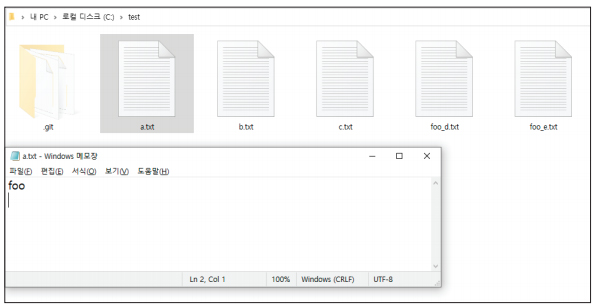 내 PC › 로컬 디스크 (C:) › test
.git a.txt b.txt c.txt foo_d.txt foo_e.txt
a.txt - Windows 메모장
파일(F) 편집(E) 서식(O) 보기(V) 도움말(H)
foo
Ln 2, Col 1 100% Windows (CRLF) UTF-8